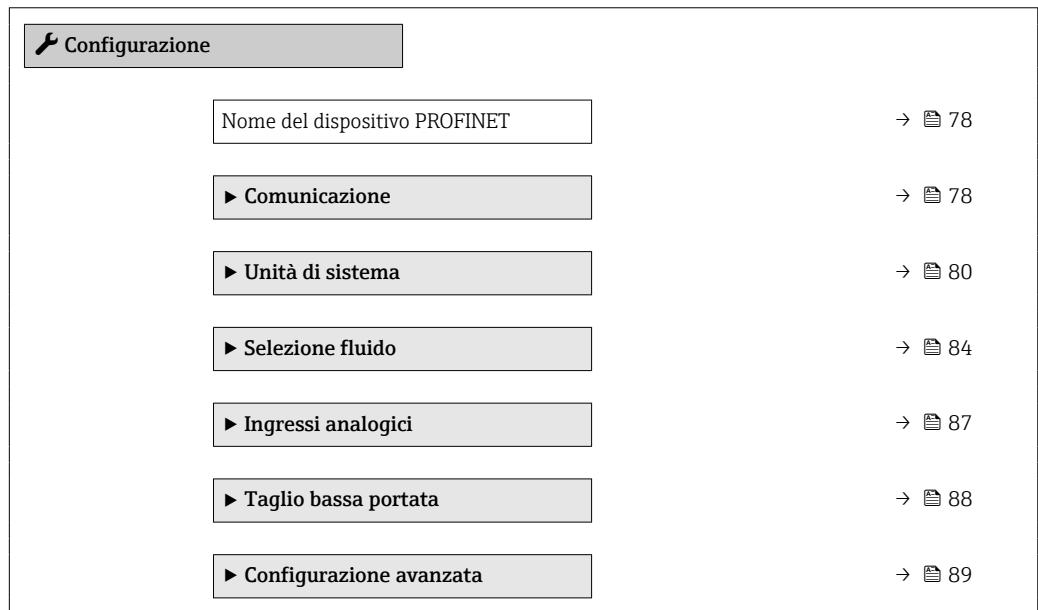 Configurazione
Nome del dispositivo PROFINET → 78
▶ Comunicazione → 78
▶ Unità di sistema → 80
▶ Selezione fluido → 84
▶ Ingressi analogici → 87
▶ Taglio bassa portata → 88
▶ Configurazione avanzata → 89